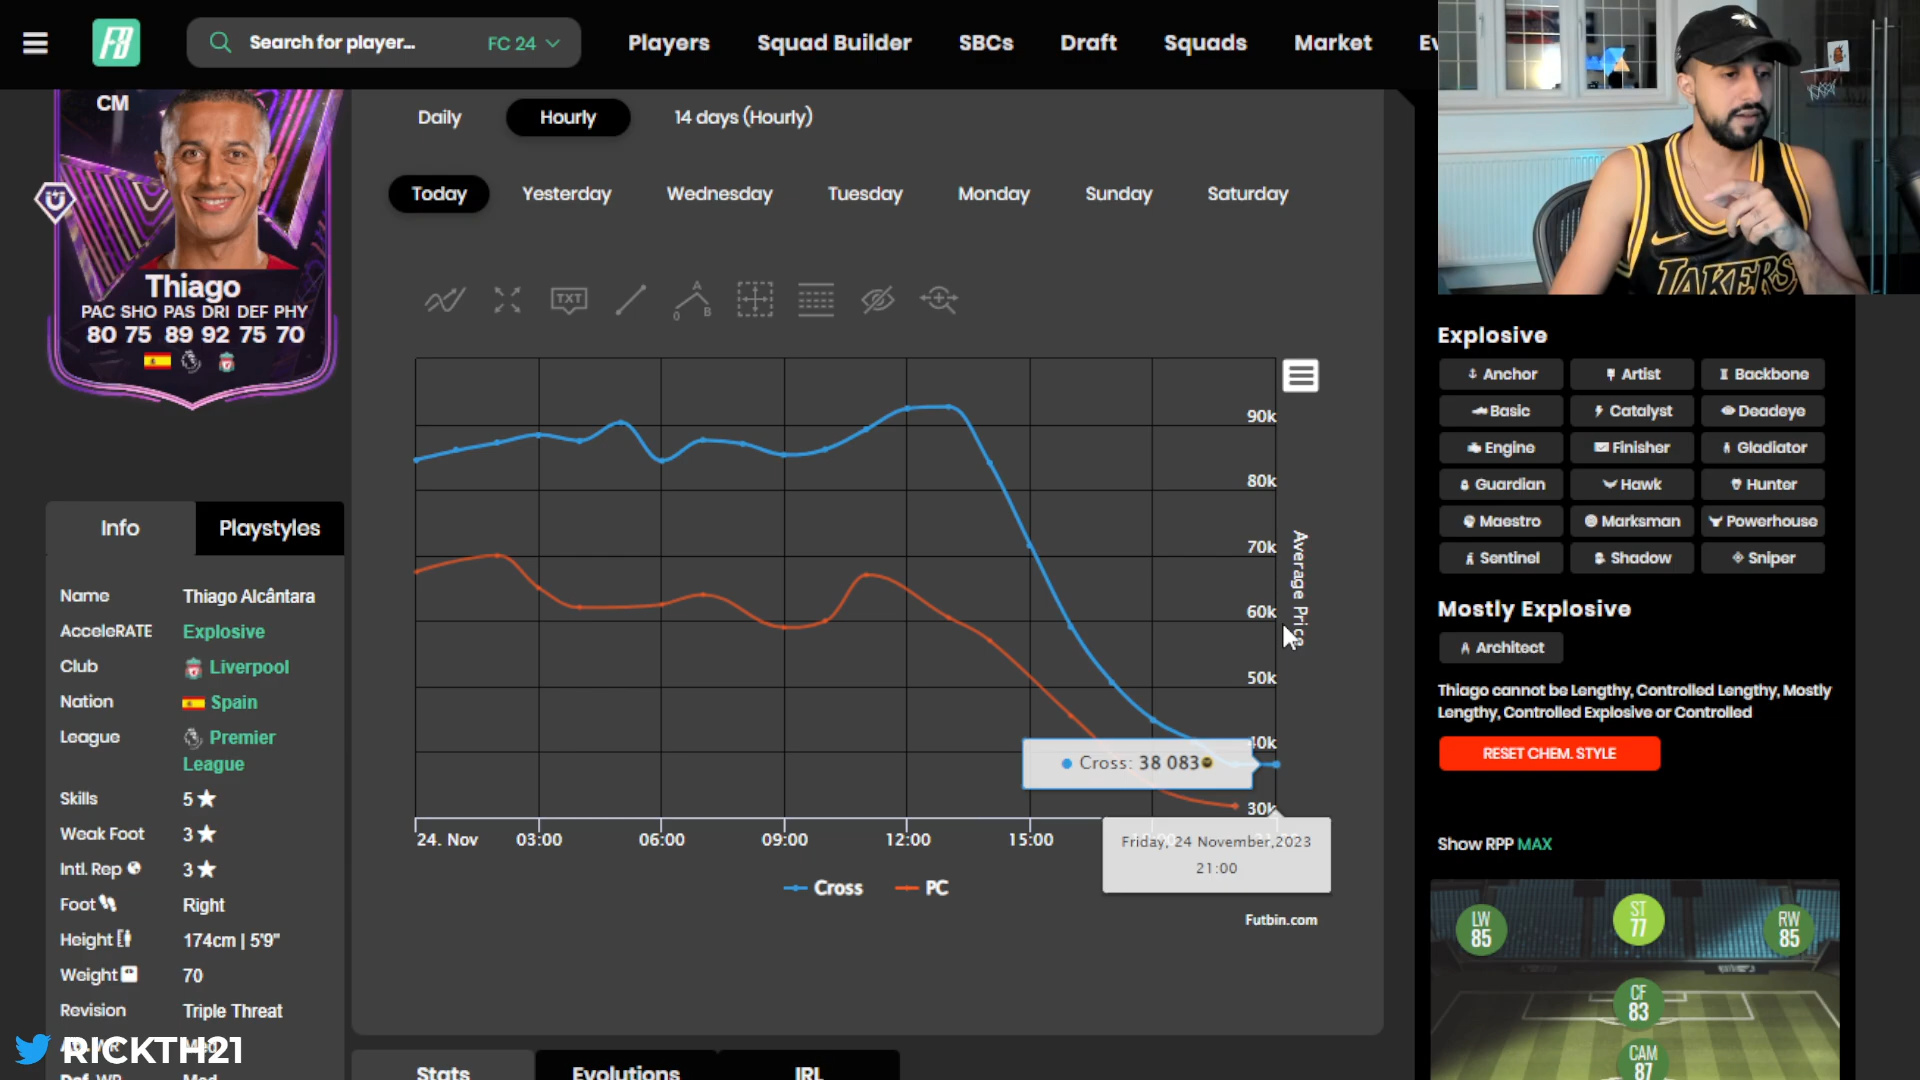 Search for player...
FC 24
Players
Squad Builder
SBCs
Draft
Squads
Market
CM
Thiago
PAC SHO PAS DRI DEF PHY
80 75 89 92 75 70
Daily
Hourly
14 days (Hourly)
Today
Yesterday
Wednesday
Tuesday
Monday
Sunday
Saturday
TXT
A
0 B
90k
80k
70k
60k
50k
40k
30k
Average Price
Cross: 38 083
24. Nov
03:00
06:00
09:00
12:00
15:00
Friday, 24 November,2023
21:00
Cross
PC
Futbin.com
Info
Playstyles
Name Thiago Alcântara
AcceleRATE Explosive
Club Liverpool
Nation Spain
League Premier
League
Skills 5
Weak Foot 3
Intl. Rep 3
Foot Right
Height 174cm | 5'9"
Weight 70
Revision Triple Threat
RICKTH21
Def. WR Med
Stats
Evolutions
IRL
LAKERS
Explosive
Anchor
Artist
Backbone
Basic
Catalyst
Deadeye
Engine
Finisher
Gladiator
Guardian
Hawk
Hunter
Maestro
Marksman
Powerhouse
Sentinel
Shadow
Sniper
Mostly Explosive
Architect
Thiago cannot be Lengthy, Controlled Lengthy, Mostly
Lengthy, Controlled Explosive or Controlled
RESET CHEM. STYLE
Show RPP MAX
LW
85
ST
77
RW
85
CF
83
CAM
87